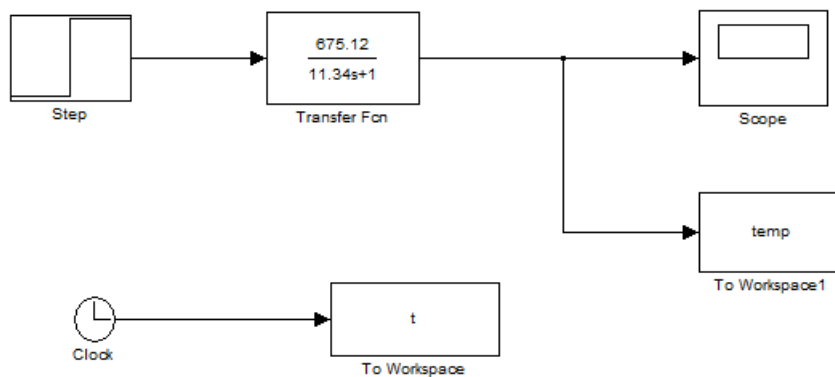 675.12
11.34s+1
Step
Transfer Fcn
Scope
temp
To Workspace1
t
Clock
To Workspace